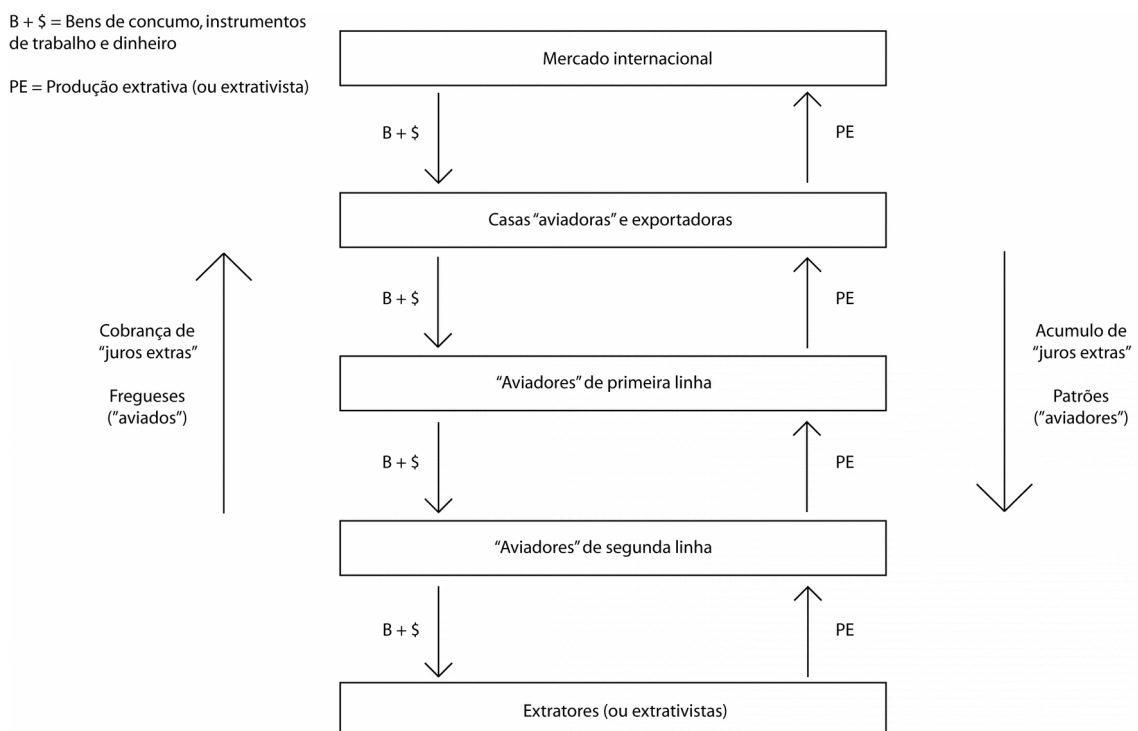 B + $ = Bens de concumo, instrumentos
de trabalho e dinheiro
PE = Produção extrativa (ou extrativista)
Mercado internacional
B + $
PE
Casas “aviadoras” e exportadoras
B + $
PE
Cobrança de
“juros extras”
Fregueses
(”aviados”)
Acumulo de
“juros extras”
Patrões
(”aviadores”)
“Aviadores” de primeira linha
B + $
PE
“Aviadores” de segunda linha
B + $
PE
Extratores (ou extrativistas)